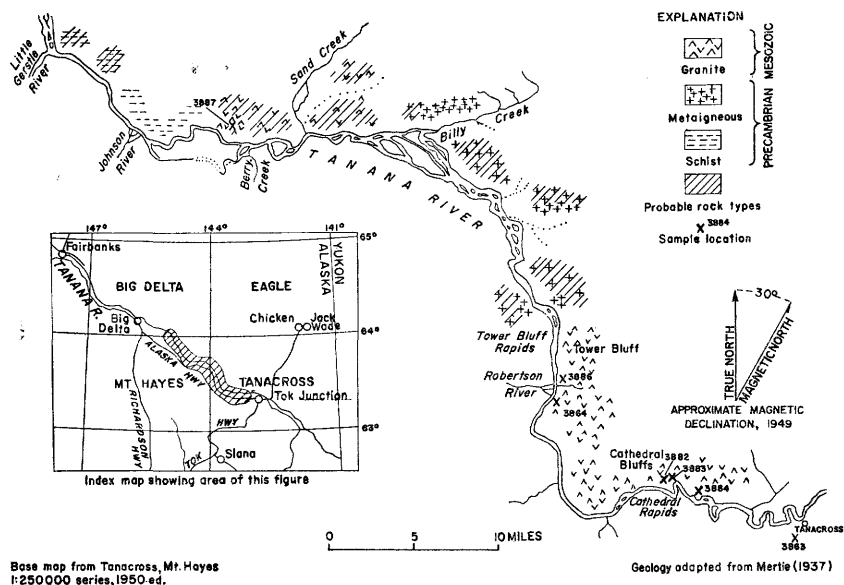 EXPLANATION
Granite
MESOZOIC
Metaigneous
Schist
PRECAMBRIAN
Probable rock types
3884
Sample location
Little
Gerstle
River
Johnson
River
3887
Berry
Creek
Sand Creek
Billy
Creek
TANANA RIVER
147°
144°
141°
65°
64°
63°
Fairbanks
TANANA R.
BIG DELTA
EAGLE
YUKON
ALASKA
Big
Delta
Chicken
Jack
Wade
ALASKA HWY
MT HAYES
TANACROSS
Tok Junction
RICHARDSON
HWY
TOK
HWY
Slana
Index map showing area of this figure
Tower Bluff
Rapids
Tower Bluff
Robertson
River
3886
3864
Cathedral
Bluffs
3882
3883
3884
Cathedral
Rapids
TANACROSS
3863
TRUE NORTH
MAGNETIC NORTH
30°
APPROXIMATE MAGNETIC
DECLINATION, 1949
0 5 10 MILES
Base map from Tanacross, Mt. Hayes
1:250000 series, 1950 ed.
Geology adapted from Mertie (1937)